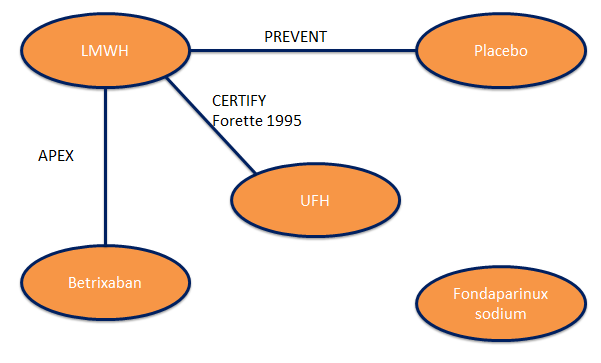 LMWH
PREVENT
Placebo
CERTIFY
Forette 1995
APEX
UFH
Betrixaban
Fondaparinux
sodium